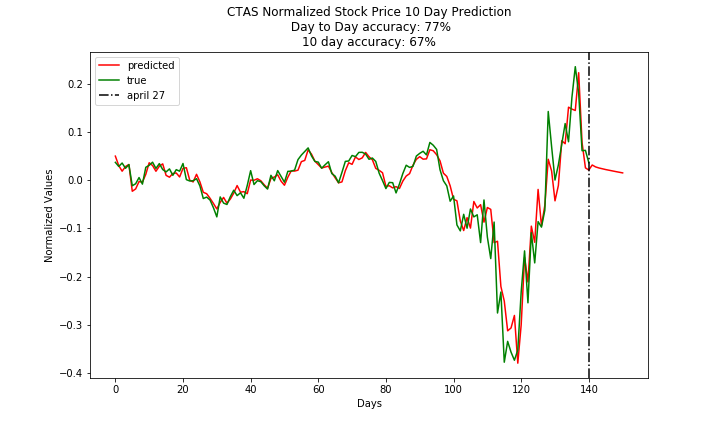 CTAS Normalized Stock Price 10 Day Prediction
Day to Day accuracy: 77%
10 day accuracy: 67%
predicted
true
april 27
Normalized Values
0.2
0.1
0.0
−0.1
−0.2
−0.3
−0.4
0 20 40 60 80 100 120 140
Days